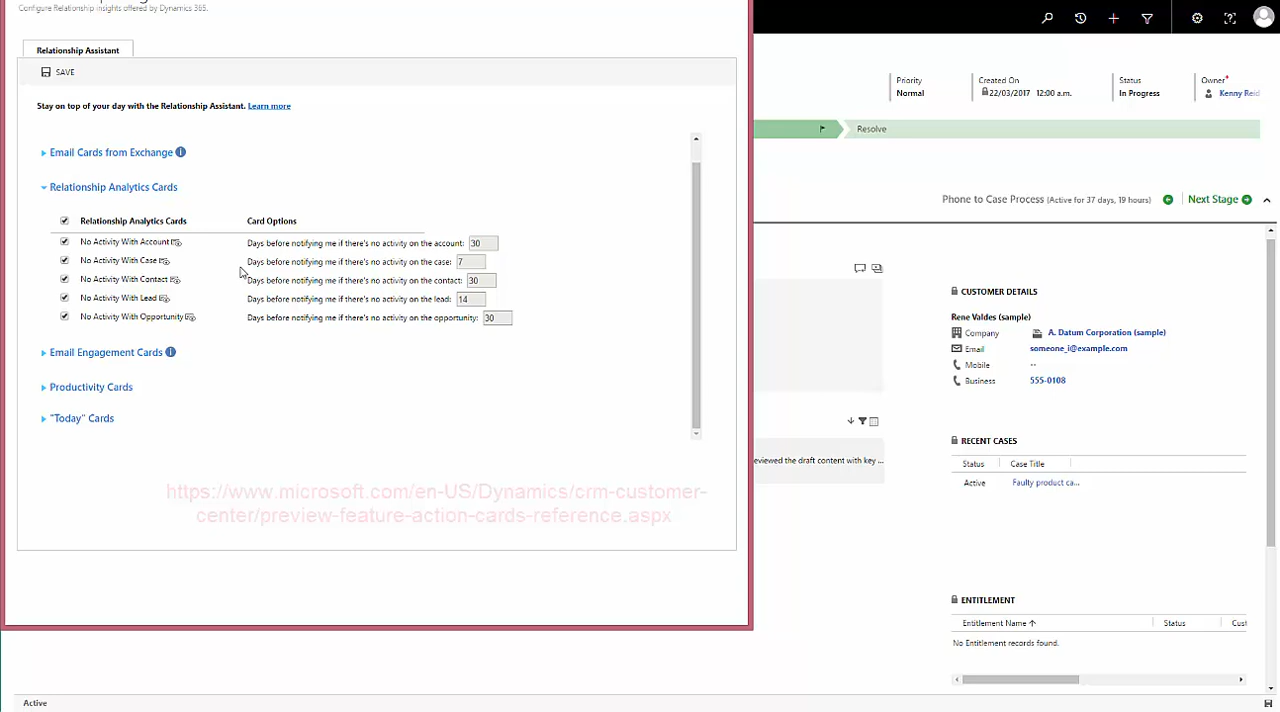 Configure Relationship insights offered by Dynamics 365.
Relationship Assistant
SAVE
Stay on top of your day with the Relationship Assistant. Learn more
Email Cards from Exchange
Relationship Analytics Cards
Relationship Analytics Cards Card Options
No Activity With Account Days before notifying me if there's no activity on the account: 30
No Activity With Case Days before notifying me if there's no activity on the case: 7
No Activity With Contact Days before notifying me if there's no activity on the contact: 30
No Activity With Lead Days before notifying me if there's no activity on the lead: 14
No Activity With Opportunity Days before notifying me if there's no activity on the opportunity: 30
Email Engagement Cards
Productivity Cards
"Today" Cards
https://www.microsoft.com/en-US/Dynamics/crm-customer-
center/preview-feature-action-cards-reference.aspx
Priority Created On Status Owner*
Normal 22/03/2017 12:00 a.m. In Progress Kenny Reid
Resolve
Phone to Case Process (Active for 37 days, 19 hours) Next Stage
CUSTOMER DETAILS
Rene Valdes (sample)
Company A. Datum Corporation (sample)
Email someone_i@example.com
Mobile --
Business 555-0108
RECENT CASES
Status Case Title
Active Faulty product ca...
eviewed the draft content with key ...
ENTITLEMENT
Entitlement Name Status Cust
No Entitlement records found.
Active